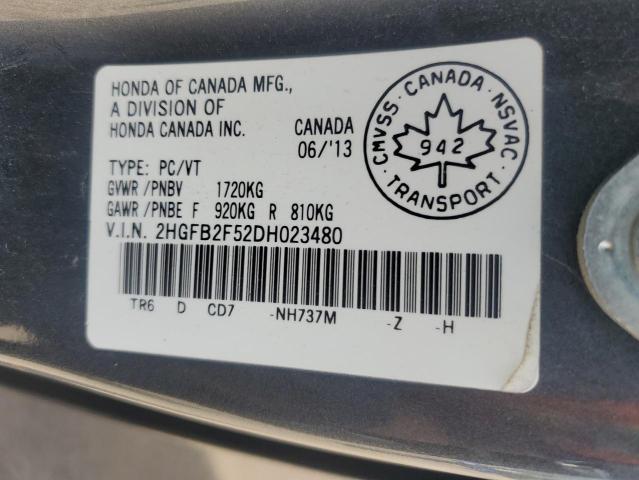 HONDA OF CANADA MFG.,
A DIVISION OF
HONDA CANADA INC.
CANADA
06/'13
TYPE: PC/VT
GVWR /PNBV 1720KG
GAWR /PNBE F 920KG R 810KG
V.I.N. 2HGFB2F52DH023480
TR6 D CD7 -NH737M -Z -H
CMVSS · CANADA · NSVAC
942
TRANSPORT